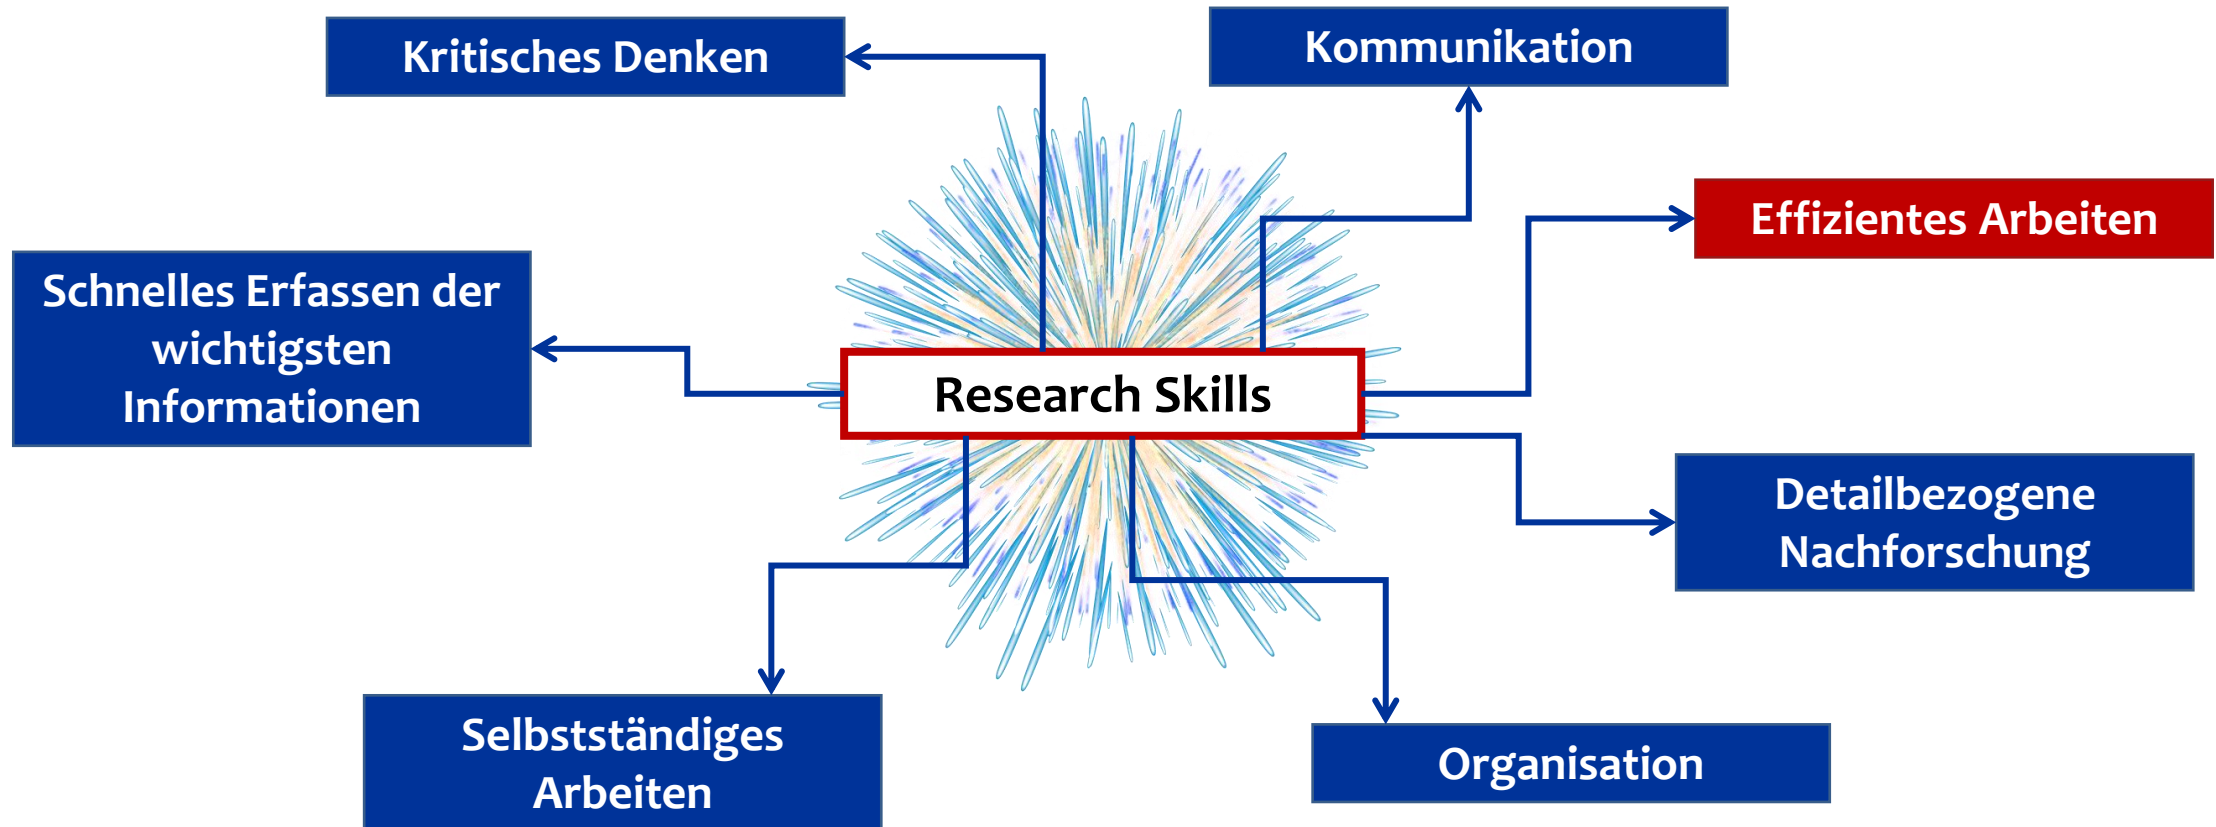 Kritisches Denken
Kommunikation
Effizientes Arbeiten
Schnelles Erfassen der
wichtigsten
Informationen
Research Skills
Detailbezogene
Nachforschung
Selbstständiges
Arbeiten
Organisation